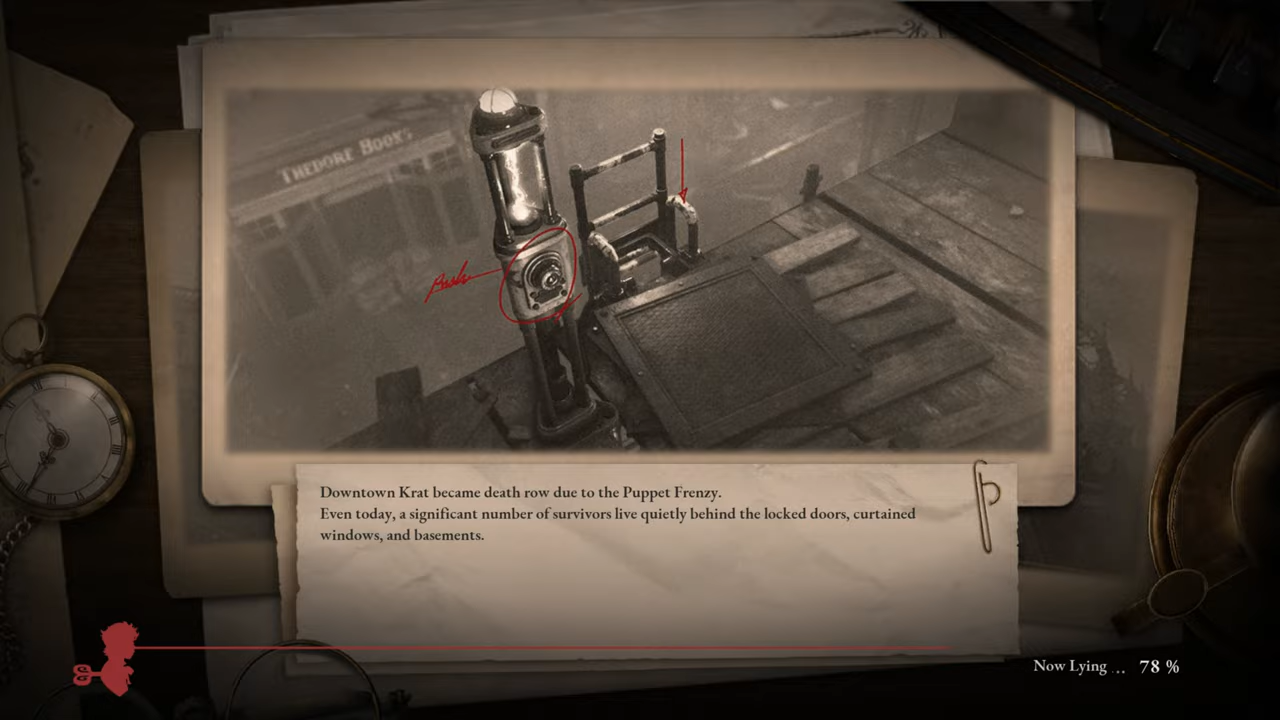 THEDORE BOOK'S
Push
Downtown Krat became death row due to the Puppet Frenzy.
Even today, a significant number of survivors live quietly behind the locked doors, curtained
windows, and basements.
Now Lying ... 78 %